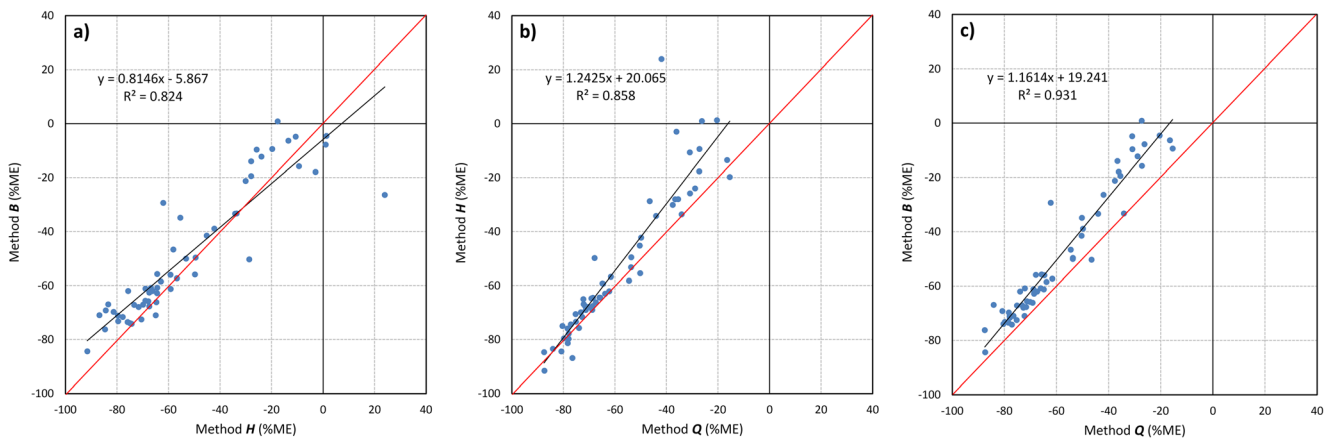 a)
y = 0.8146x - 5.867
R² = 0.824
40
20
0
-20
-40
-60
-80
-100
-100 -80 -60 -40 -20 0 20 40
Method B (%ME)
Method H (%ME)
b)
y = 1.2425x + 20.065
R² = 0.858
40
20
0
-20
-40
-60
-80
-100
-100 -80 -60 -40 -20 0 20 40
Method H (%ME)
Method Q (%ME)
c)
y = 1.1614x + 19.241
R² = 0.931
40
20
0
-20
-40
-60
-80
-100
-100 -80 -60 -40 -20 0 20 40
Method B (%ME)
Method Q (%ME)